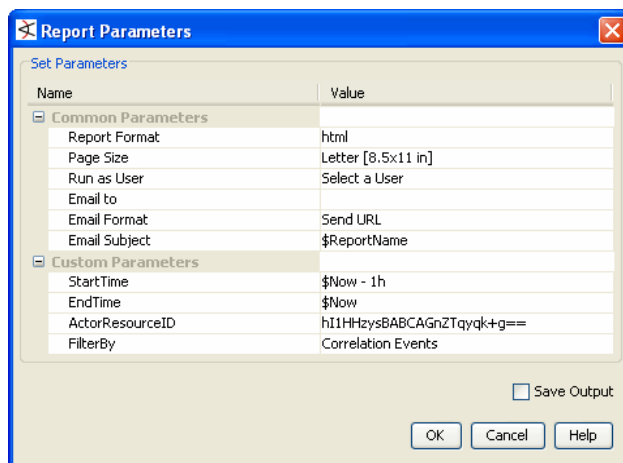 Report Parameters
Set Parameters
Name Value
Common Parameters
Report Format html
Page Size Letter [8.5x11 in]
Run as User Select a User
Email to
Email Format Send URL
Email Subject $ReportName
Custom Parameters
StartTime $Now - 1h
EndTime $Now
ActorResourceID hI1HHzysBABCAGnZTqyqk+g==
FilterBy Correlation Events
Save Output
OK Cancel Help